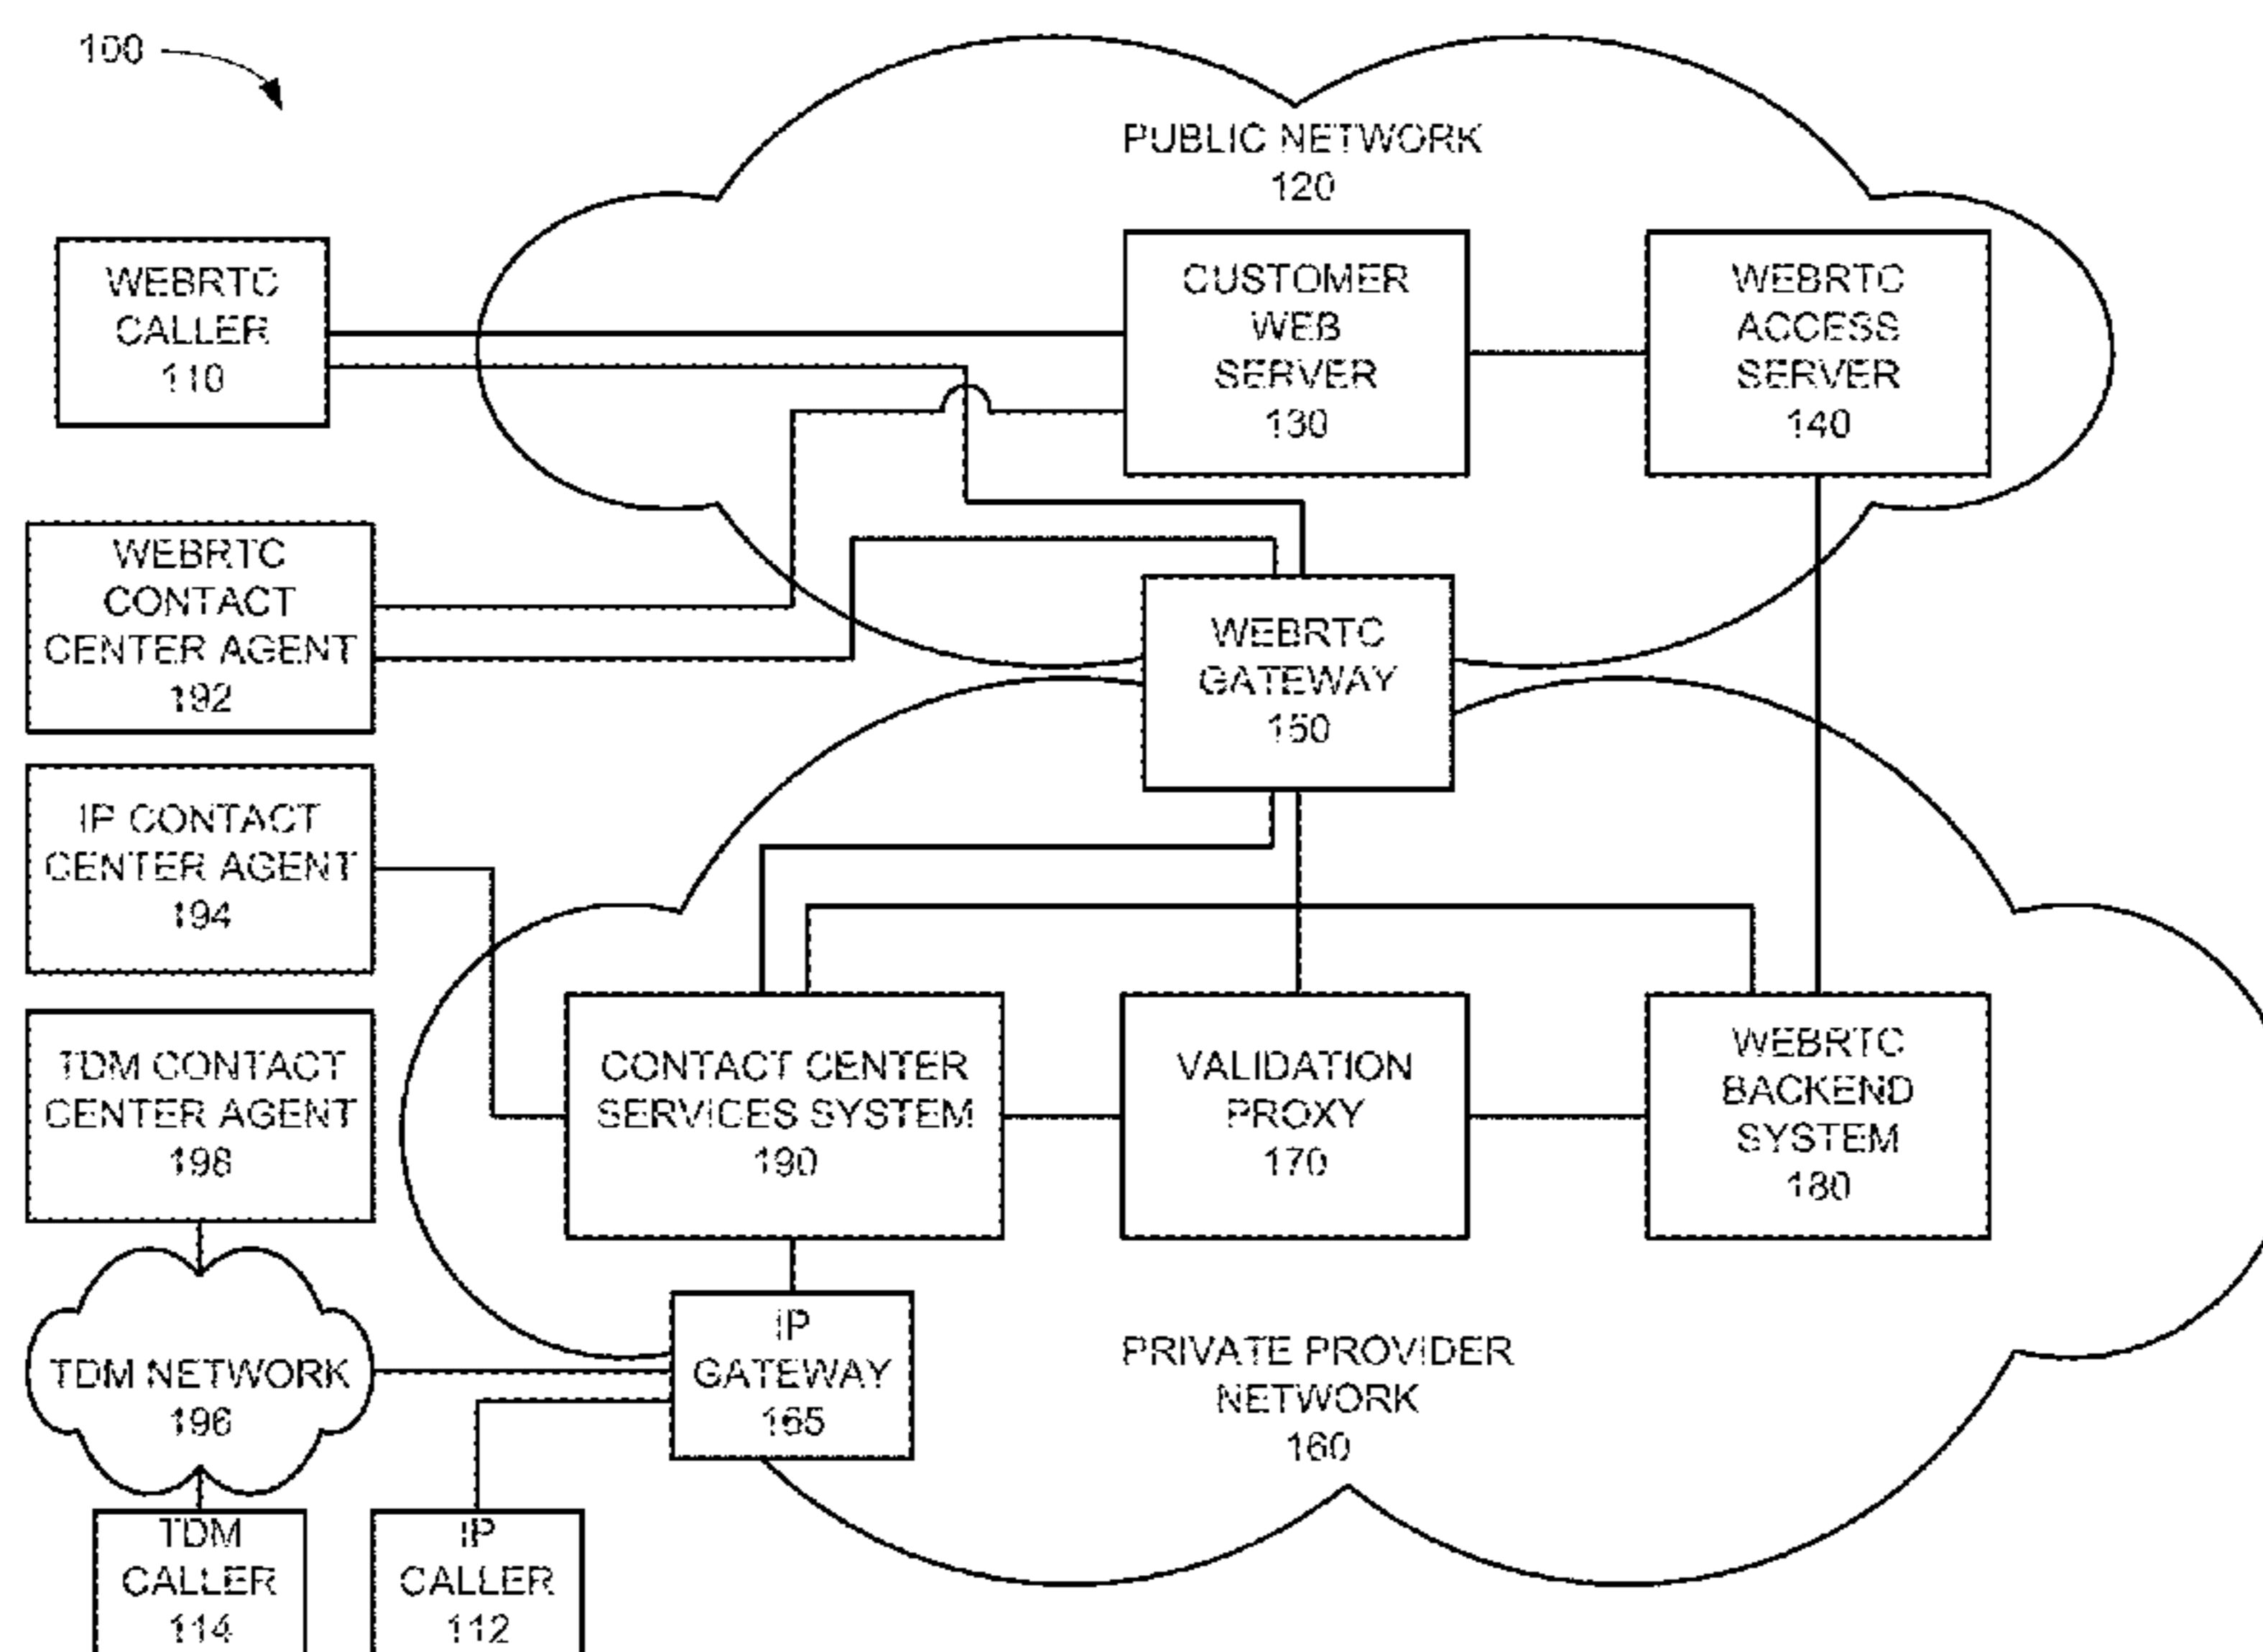 100
PUBLIC NETWORK
120
WEBRTC
CALLER
110
CUSTOMER
WEB
SERVER
130
WEBRTC
ACCESS
SERVER
140
WEBRTC
CONTACT
CENTER AGENT
192
WEBRTC
GATEWAY
150
IP CONTACT
CENTER AGENT
194
TDM CONTACT
CENTER AGENT
198
CONTACT CENTER
SERVICES SYSTEM
190
VALIDATION
PROXY
170
WEBRTC
BACKEND
SYSTEM
180
TDM NETWORK
196
IP
GATEWAY
165
PRIVATE PROVIDER
NETWORK
160
TDM
CALLER
114
IP
CALLER
112